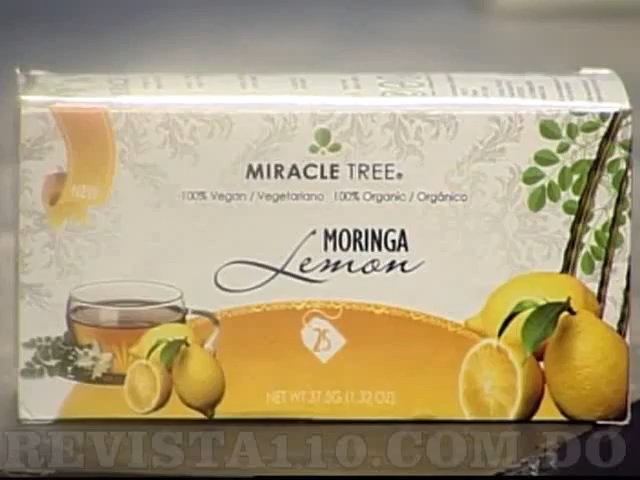 MIRACLE TREE®
100% Vegan / Vegetariano 100% Organic / Orgánico
NEW
MORINGA
Lemon
25
NET WT 37.5G (1.32 OZ)
REVISTA110.COM.DO